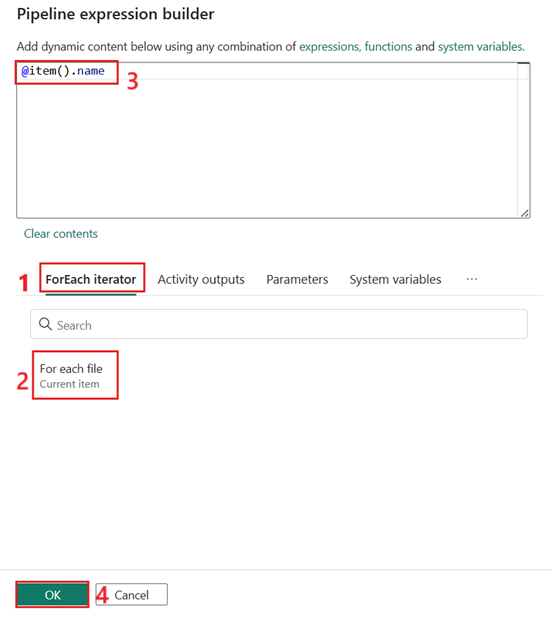 Pipeline expression builder
Add dynamic content below using any combination of expressions, functions and system variables.
@item().name
3
Clear contents
1
ForEach iterator Activity outputs Parameters System variables ...
Search
2
For each file
Current item
OK
4
Cancel